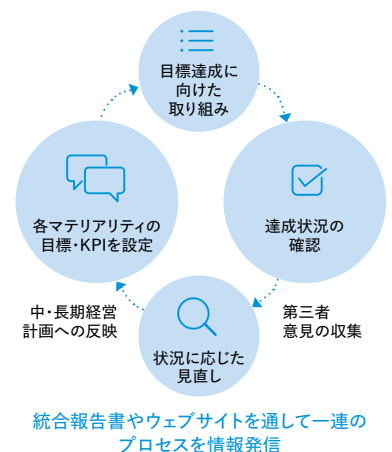 目標達成に
向けた
取り組み
各マテリアリティの
目標・KPIを設定
達成状況の
確認
中・長期経営
計画への反映
第三者
意見の収集
状況に応じた
見直し
統合報告書やウェブサイトを通して一連の
プロセスを情報発信